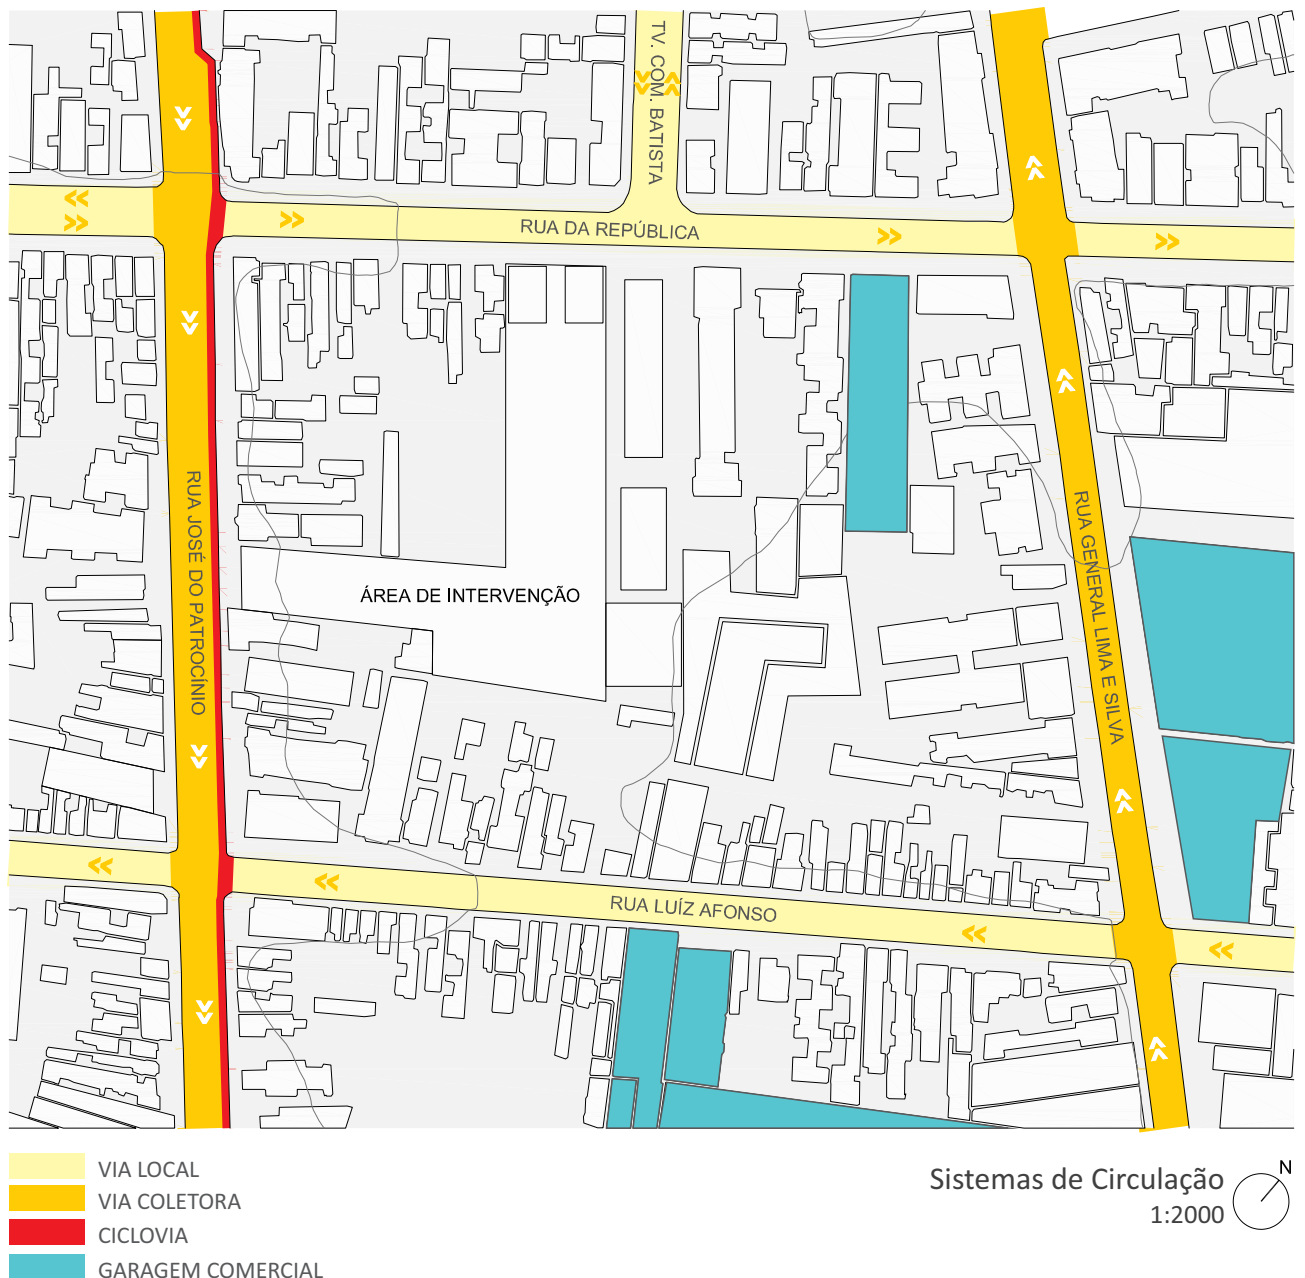 TV. COM. BATISTA
RUA DA REPÚBLICA
RUA JOSÉ DO PATROCÍNIO
RUA GENERAL LIMA E SILVA
ÁREA DE INTERVENÇÃO
RUA LUÍZ AFONSO
VIA LOCAL
VIA COLETORA
CICLOVIA
GARAGEM COMERCIAL
Sistemas de Circulação
1:2000
N